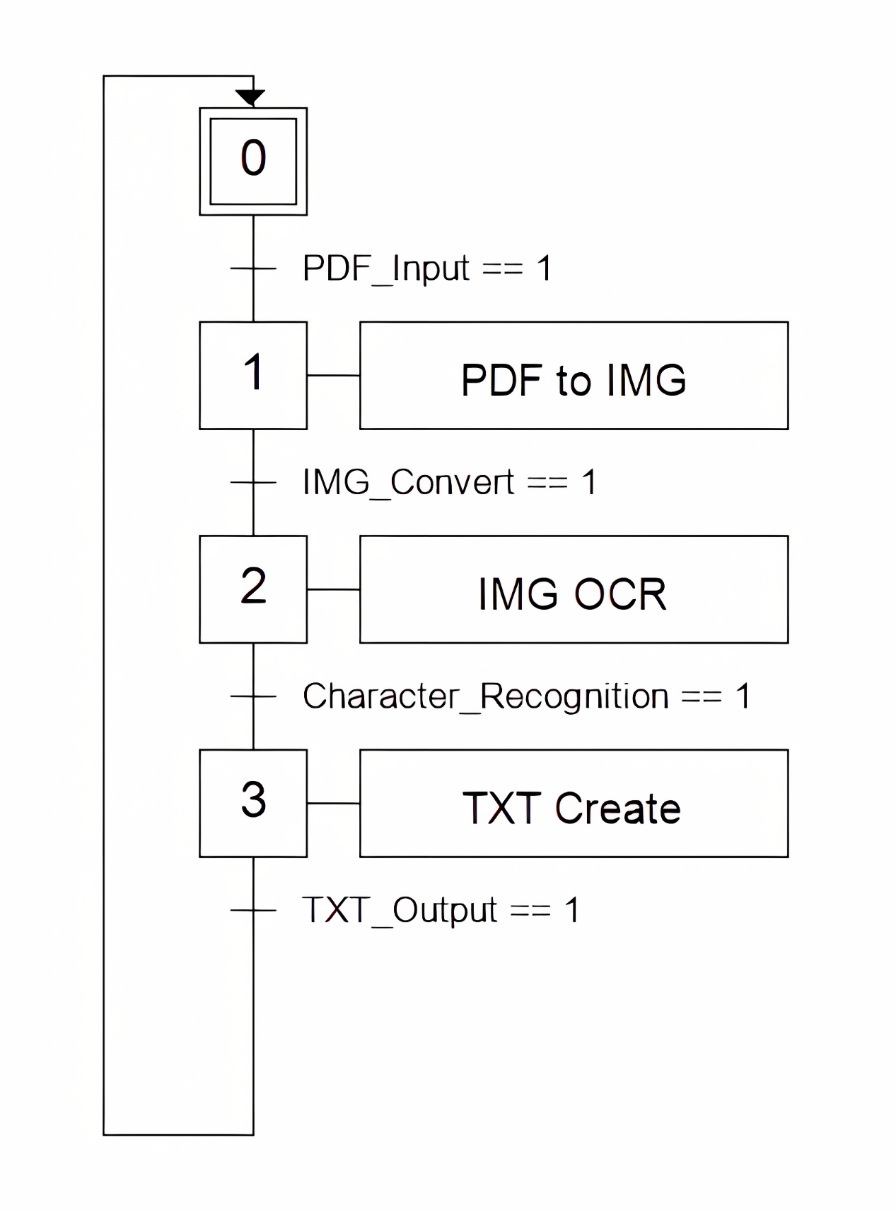 0
PDF_Input == 1
1
PDF to IMG
IMG_Convert == 1
2
IMG OCR
Character_Recognition == 1
3
TXT Create
TXT_Output == 1